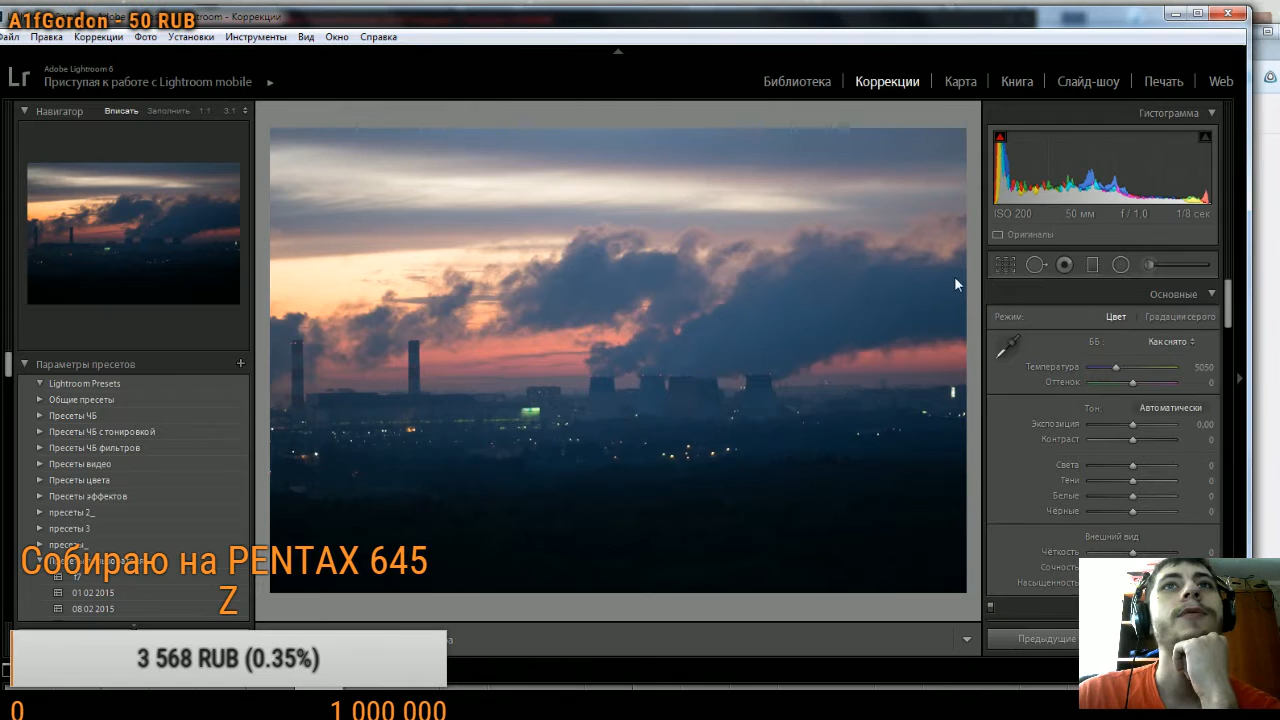 A1fGordon - 50 RUB
room - Коррекции
Файл Правка Коррекции Фото Установки Инструменты Вид Окно Справка
Lr
Adobe Lightroom 6
Приступая к работе с Lightroom mobile
Библиотека Коррекции Карта Книга Слайд-шоу Печать Web
Навигатор Вписать Заполнить 1:1 3:1
Гистограмма
ISO 200 50 мм f / 1,0 1/8 сек
Оригиналы
Основные
Режим: Цвет Градации серого
ББ: Как снято
Температура 5050
Оттенок 0
Тон: Автоматически
Экспозиция 0,00
Контраст 0
Света 0
Тени 0
Белые 0
Чёрные 0
Внешний вид
Чёткость 0
Сочность
Насыщенность
Предыдущие
Параметры пресетов
Lightroom Presets
Общие пресеты
Пресеты ЧБ
Пресеты ЧБ с тонировкой
Пресеты ЧБ фильтров
Пресеты видео
Пресеты цвета
Пресеты эффектов
пресеты 2_
пресеты 3
пресеты_
17
01 02 2015
08 02 2015
Собираю на PENTAX 645
Z
3 568 RUB (0.35%)
0 1 000 000